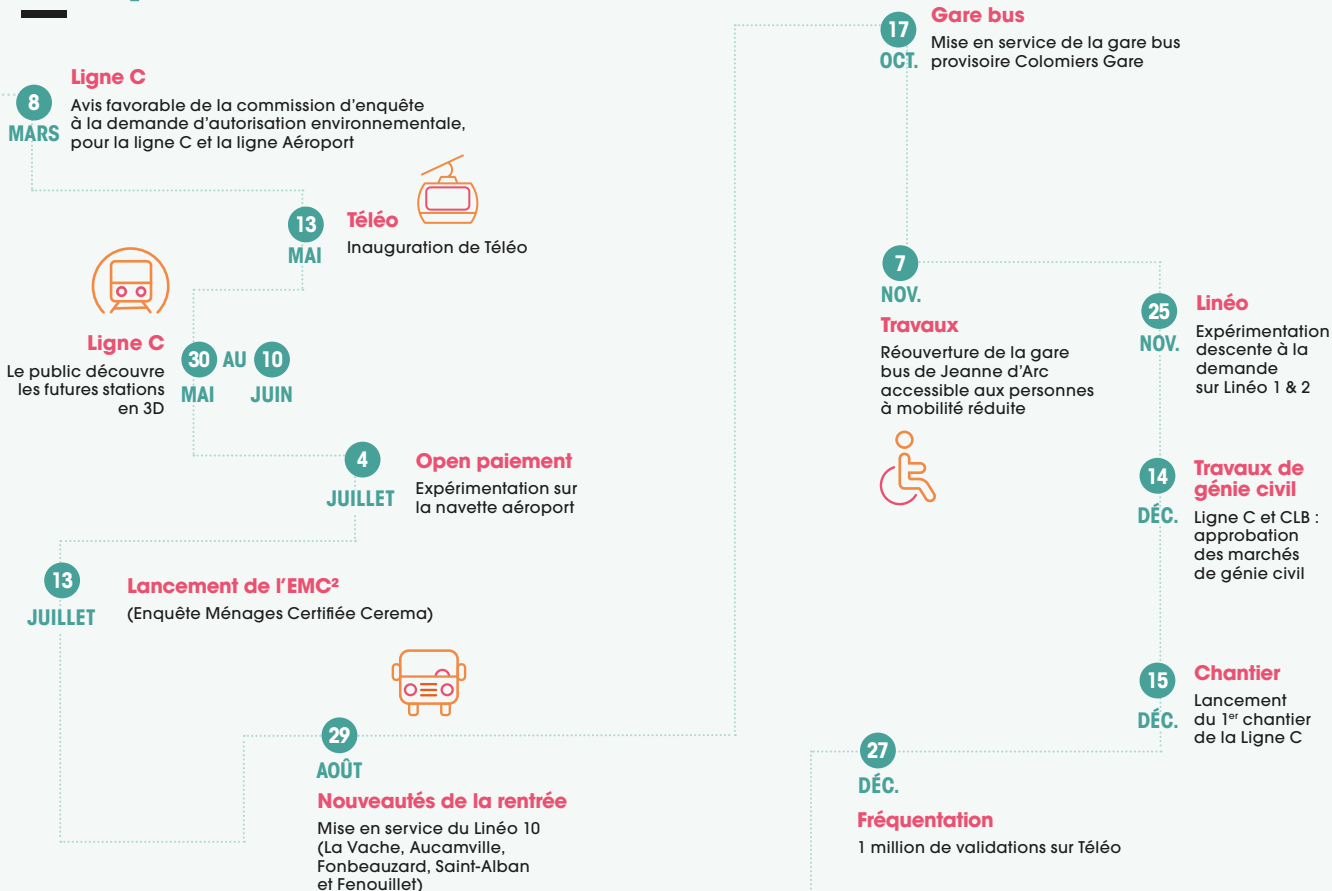 8
MARS
Ligne C
Avis favorable de la commission d'enquête
à la demande d'autorisation environnementale,
pour la ligne C et la ligne Aéroport
13
MAI
Téléo
Inauguration de Téléo
Ligne C
Le public découvre
les futures stations
en 3D
30 AU 10
MAI JUIN
4
JUILLET
Open paiement
Expérimentation sur
la navette aéroport
13
JUILLET
Lancement de l'EMC²
(Enquête Ménages Certifiée Cerema)
29
AOÛT
Nouveautés de la rentrée
Mise en service du Linéo 10
(La Vache, Aucamville,
Fonbeauzard, Saint-Alban
et Fenouillet)
17
OCT.
Gare bus
Mise en service de la gare bus
provisoire Colomiers Gare
7
NOV.
Travaux
Réouverture de la gare
bus de Jeanne d'Arc
accessible aux personnes
à mobilité réduite
25
NOV.
Linéo
Expérimentation
descente à la
demande
sur Linéo 1 & 2
14
DÉC.
Travaux de
génie civil
Ligne C et CLB :
approbation
des marchés
de génie civil
15
DÉC.
Chantier
Lancement
du 1er chantier
de la Ligne C
27
DÉC.
Fréquentation
1 million de validations sur Téléo